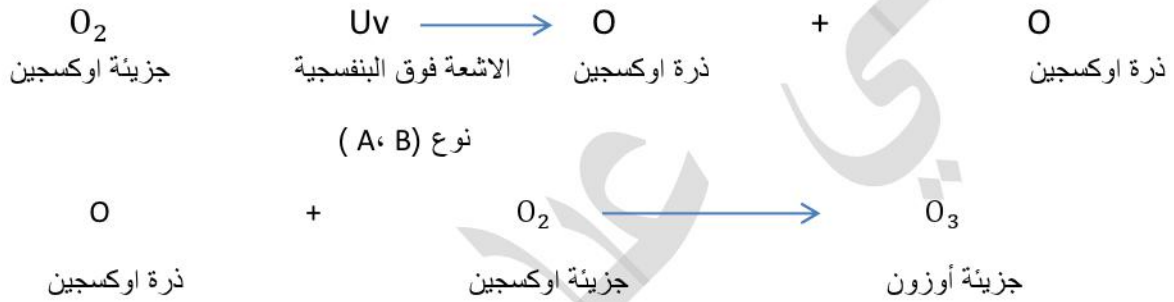 O₂ Uv → O + O
جزيئة اوكسجين الاشعة فوق البنفسجية ذرة اوكسجين ذرة اوكسجين
نوع (A، B )
O + O₂ → O₃
ذرة اوكسجين جزيئة اوكسجين جزيئة أوزون